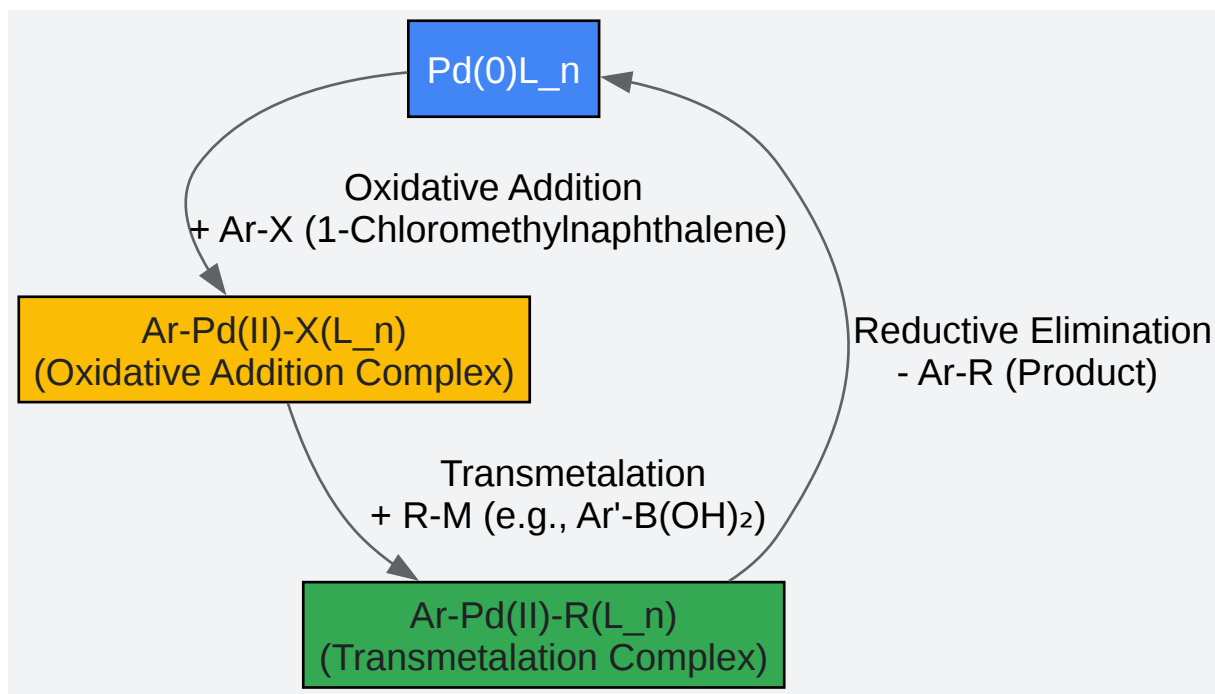 Pd(0)L_n
Oxidative Addition
+ Ar-X (1-Chloromethylnaphthalene)
Ar-Pd(II)-X(L_n)
(Oxidative Addition Complex)
Reductive Elimination
- Ar-R (Product)
Transmetalation
+ R-M (e.g., Ar'-B(OH)₂)
Ar-Pd(II)-R(L_n)
(Transmetalation Complex)